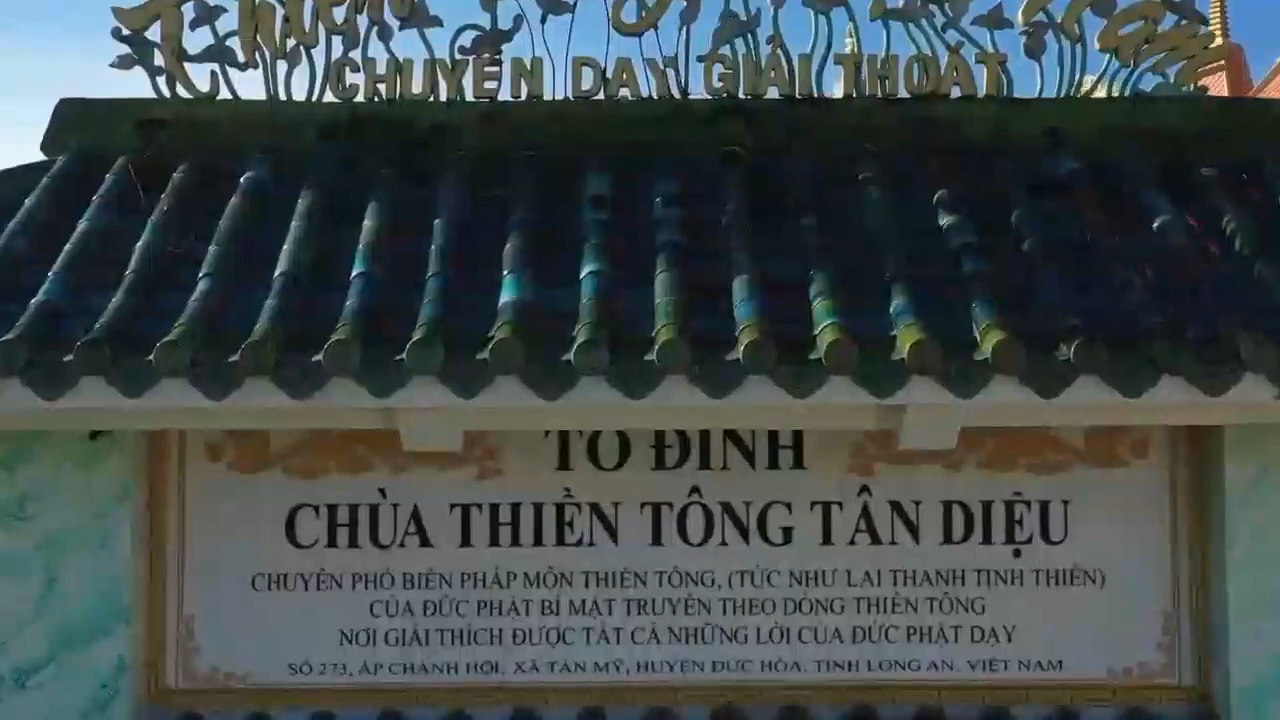 CHUYÊN DẠY GIẢI THOÁT
TỔ ĐÌNH
CHÙA THIỀN TÔNG TÂN DIỆU
CHUYÊN PHỔ BIẾN PHÁP MÔN THIỀN TÔNG, (TỨC NHƯ LAI THANH TỊNH THIỀN)
CỦA ĐỨC PHẬT BÍ MẬT TRUYỀN THEO DÒNG THIỀN TÔNG
NƠI GIẢI THÍCH ĐƯỢC TẤT CẢ NHỮNG LỜI CỦA ĐỨC PHẬT DẠY
SỐ 273, ẤP CHÁNH HỘI, XÃ TÂN MỸ, HUYỆN ĐỨC HÒA, TỈNH LONG AN, VIỆT NAM